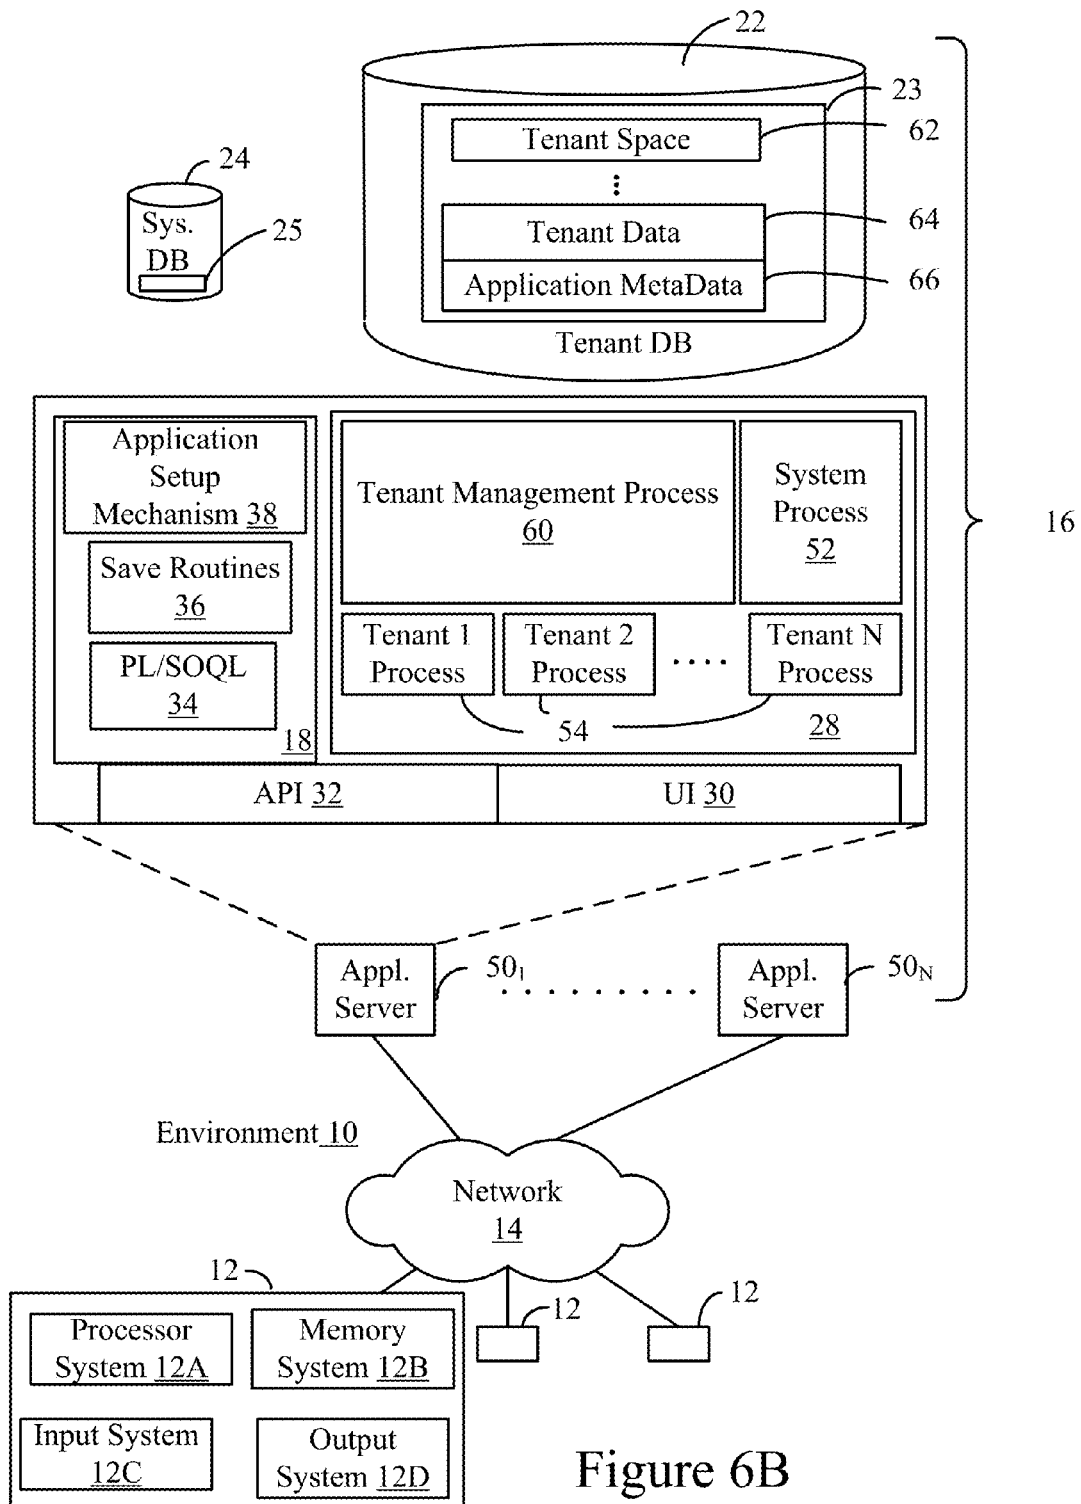 22
23
Tenant Space
62
24
Sys.
DB
25
Tenant Data
64
Application MetaData
66
Tenant DB
16
Application
Setup
Mechanism 38
Save Routines
36
PL/SOQL
34
18
Tenant Management Process
60
System
Process
52
Tenant 1
Process
Tenant 2
Process
....
Tenant N
Process
54
28
API 32
UI 30
Appl.
Server
501
. . . . . . . . .
Appl.
Server
50N
Environment 10
Network
14
12
12
12
Processor
System 12A
Memory
System 12B
Input System
12C
Output
System 12D
Figure 6B